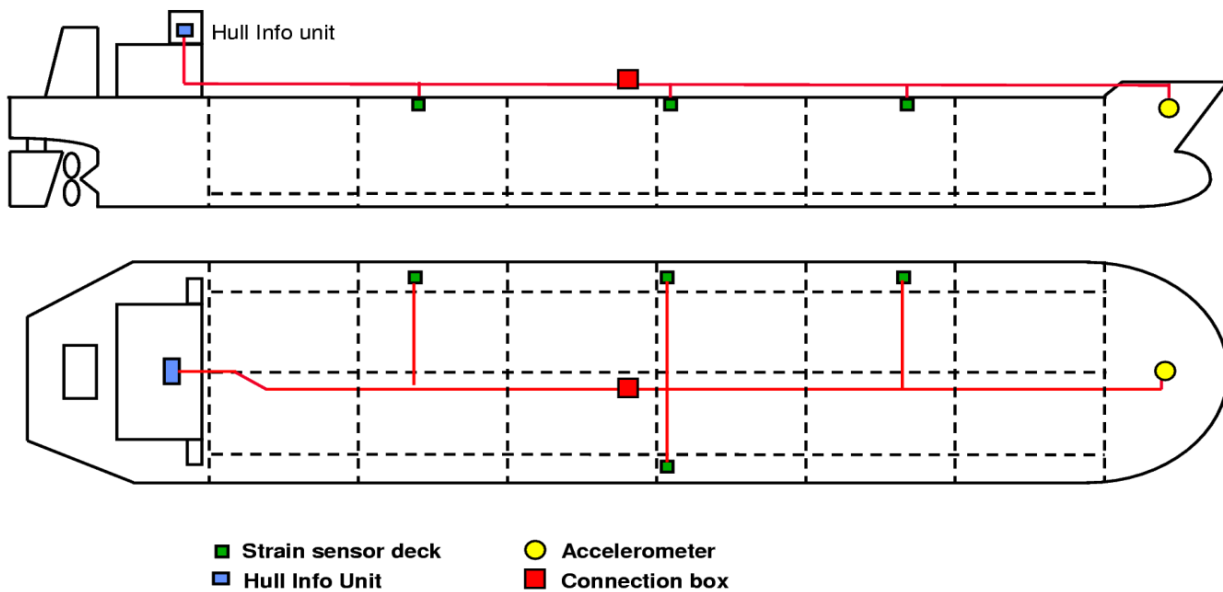 Hull Info unit
Strain sensor deck
Accelerometer
Hull Info Unit
Connection box